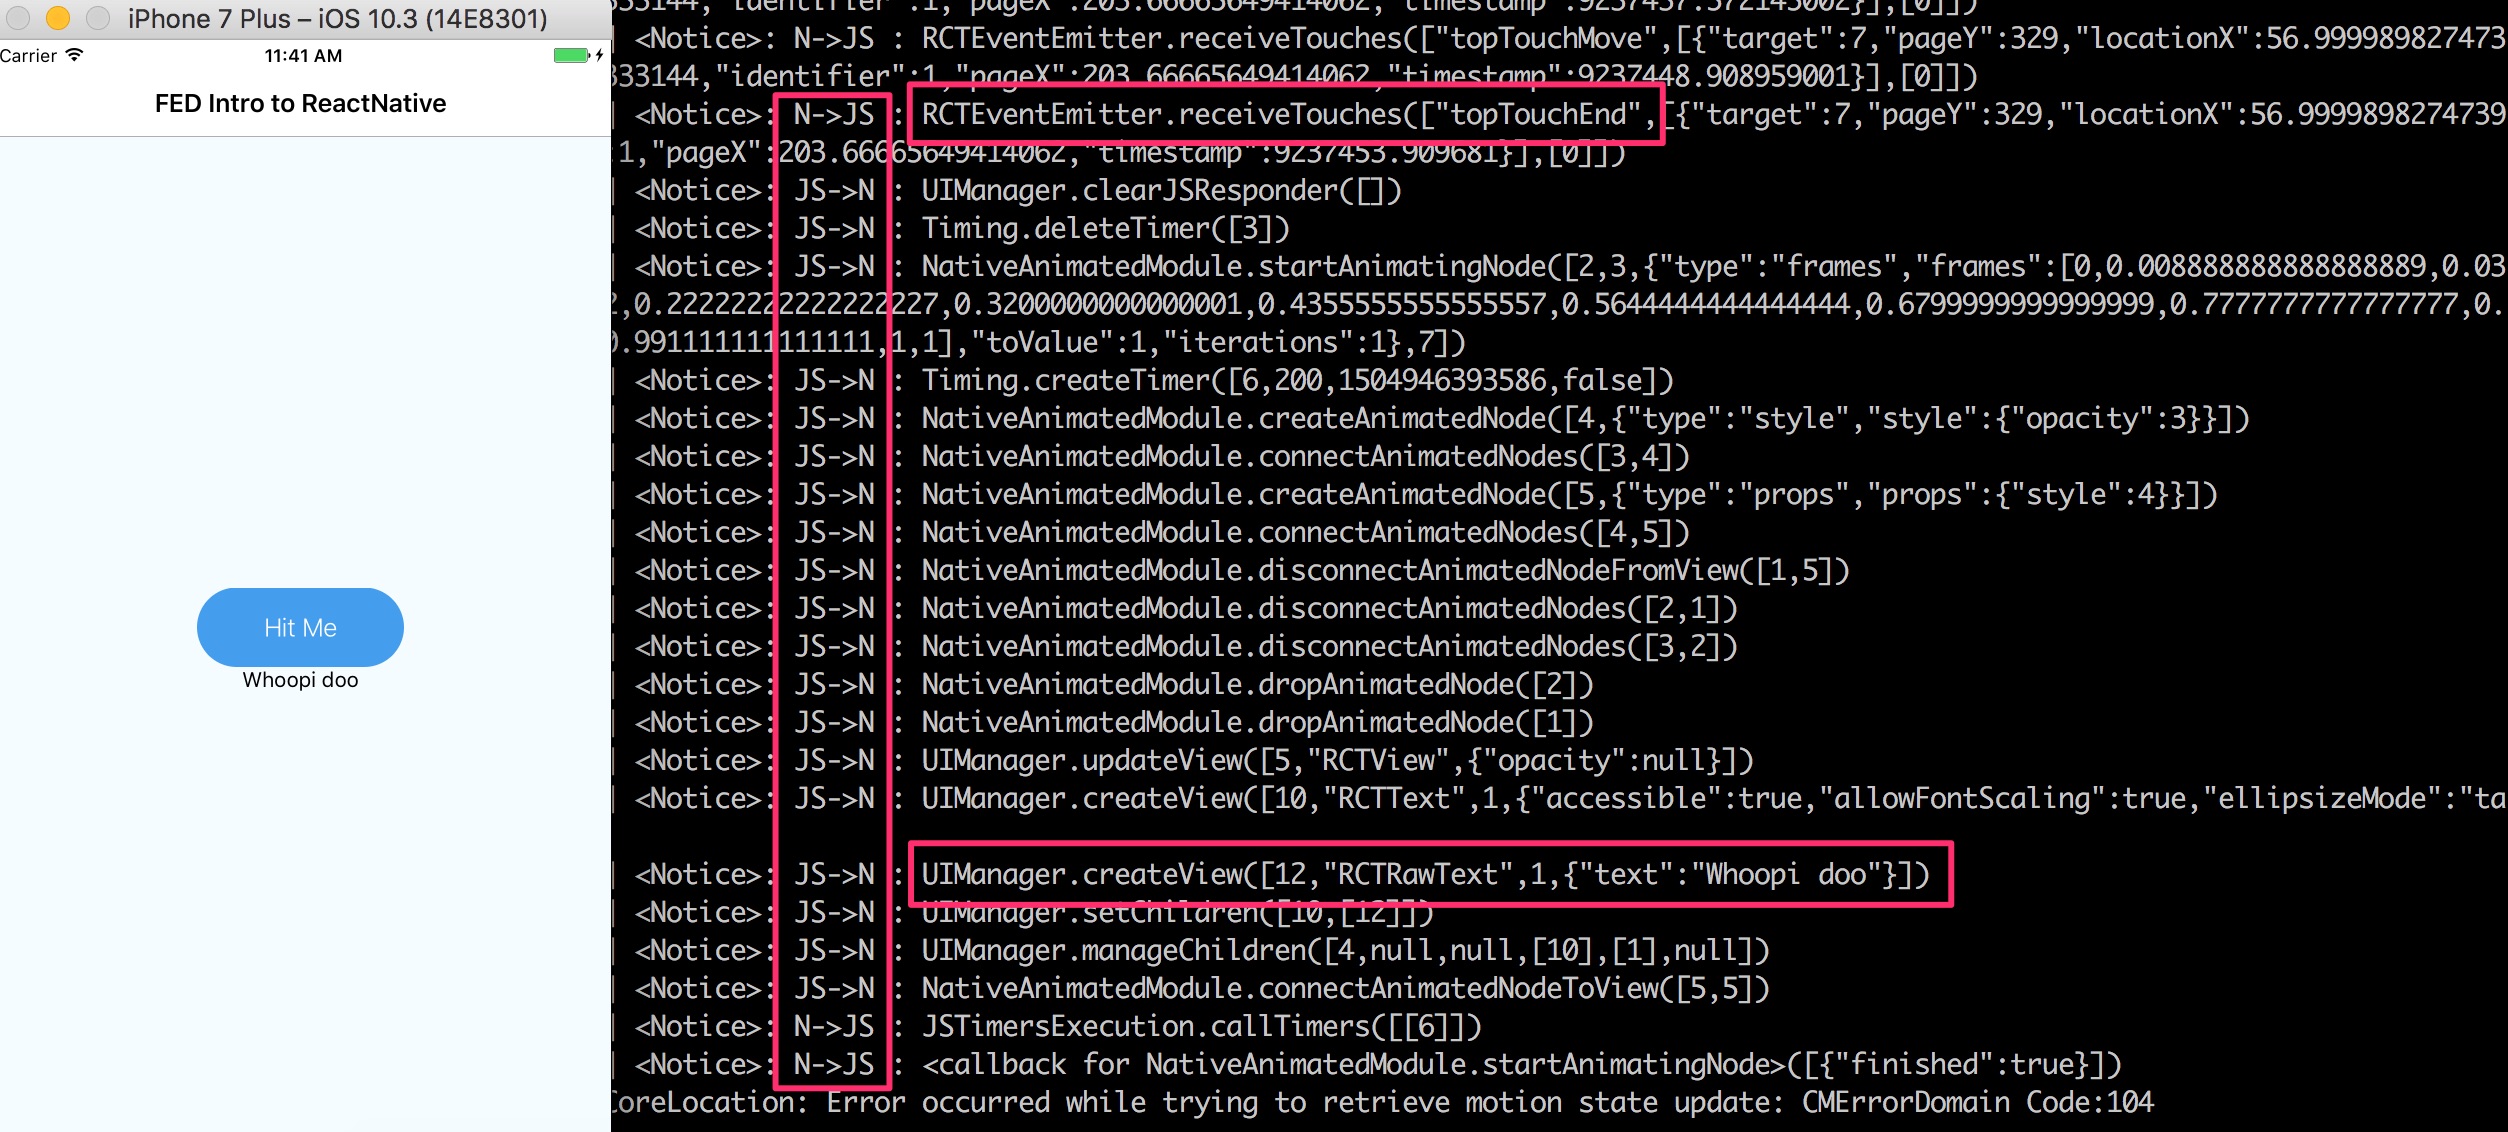 iPhone 7 Plus – iOS 10.3 (14E8301)
Carrier
11:41 AM
FED Intro to ReactNative
Hit Me
Whoopi doo
333144,"identifier":1,"pageX":203.66665649414062,"timestamp":9237437.572145002}],[0]])
<Notice>: N->JS : RCTEventEmitter.receiveTouches(["topTouchMove",[{"target":7,"pageY":329,"locationX":56.999989827473
333144,"identifier":1,"pageX":203.66665649414062,"timestamp":9237448.908959001}],[0]])
<Notice>: N->JS : RCTEventEmitter.receiveTouches(["topTouchEnd",[{"target":7,"pageY":329,"locationX":56.9999898274739
:1,"pageX":203.66665649414062,"timestamp":9237453.909681}],[0]])
<Notice>: JS->N : UIManager.clearJSResponder([])
<Notice>: JS->N : Timing.deleteTimer([3])
<Notice>: JS->N : NativeAnimatedModule.startAnimatingNode([2,3,{"type":"frames","frames":[0,0.008888888888888889,0.03
2,0.22222222222222227,0.3200000000000001,0.4355555555555557,0.5644444444444444,0.6799999999999999,0.7777777777777777,0.
0.991111111111111,1,1],"toValue":1,"iterations":1},7])
<Notice>: JS->N : Timing.createTimer([6,200,1504946393586,false])
<Notice>: JS->N : NativeAnimatedModule.createAnimatedNode([4,{"type":"style","style":{"opacity":3}}])
<Notice>: JS->N : NativeAnimatedModule.connectAnimatedNodes([3,4])
<Notice>: JS->N : NativeAnimatedModule.createAnimatedNode([5,{"type":"props","props":{"style":4}}])
<Notice>: JS->N : NativeAnimatedModule.connectAnimatedNodes([4,5])
<Notice>: JS->N : NativeAnimatedModule.disconnectAnimatedNodeFromView([1,5])
<Notice>: JS->N : NativeAnimatedModule.disconnectAnimatedNodes([2,1])
<Notice>: JS->N : NativeAnimatedModule.disconnectAnimatedNodes([3,2])
<Notice>: JS->N : NativeAnimatedModule.dropAnimatedNode([2])
<Notice>: JS->N : NativeAnimatedModule.dropAnimatedNode([1])
<Notice>: JS->N : UIManager.updateView([5,"RCTView",{"opacity":null}])
<Notice>: JS->N : UIManager.createView([10,"RCTText",1,{"accessible":true,"allowFontScaling":true,"ellipsizeMode":"ta
<Notice>: JS->N : UIManager.createView([12,"RCTRawText",1,{"text":"Whoopi doo"}])
<Notice>: JS->N : UIManager.setChildren([10,[12]])
<Notice>: JS->N : UIManager.manageChildren([4,null,null,[10],[1],null])
<Notice>: JS->N : NativeAnimatedModule.connectAnimatedNodeToView([5,5])
<Notice>: N->JS : JSTimersExecution.callTimers([[6]])
<Notice>: N->JS : <callback for NativeAnimatedModule.startAnimatingNode>([{"finished":true}])
CoreLocation: Error occurred while trying to retrieve motion state update: CMErrorDomain Code:104